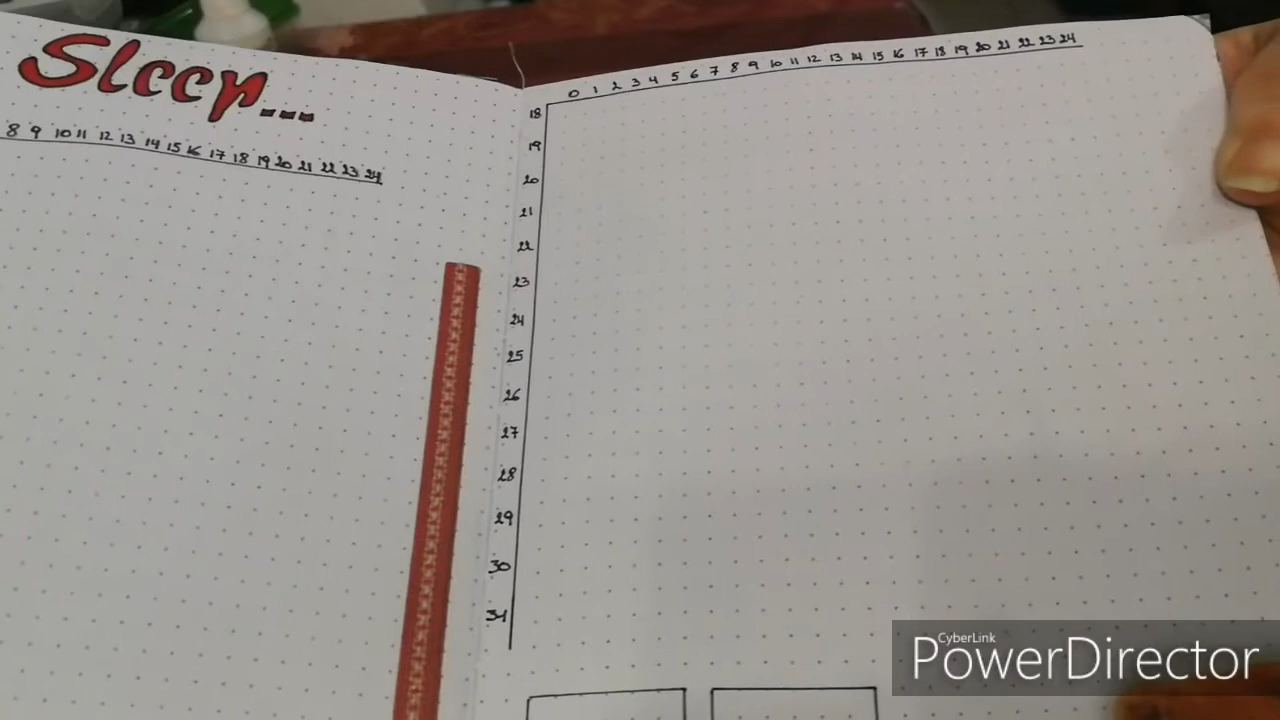 Sleep...
8 9 10 11 12 13 14 15 16 17 18 19 20 21 22 23 24
0 1 2 3 4 5 6 7 8 9 10 11 12 13 14 15 16 17 18 19 20 21 22 23 24
18
19
20
21
22
23
24
25
26
27
28
29
30
31
CyberLink
PowerDirector